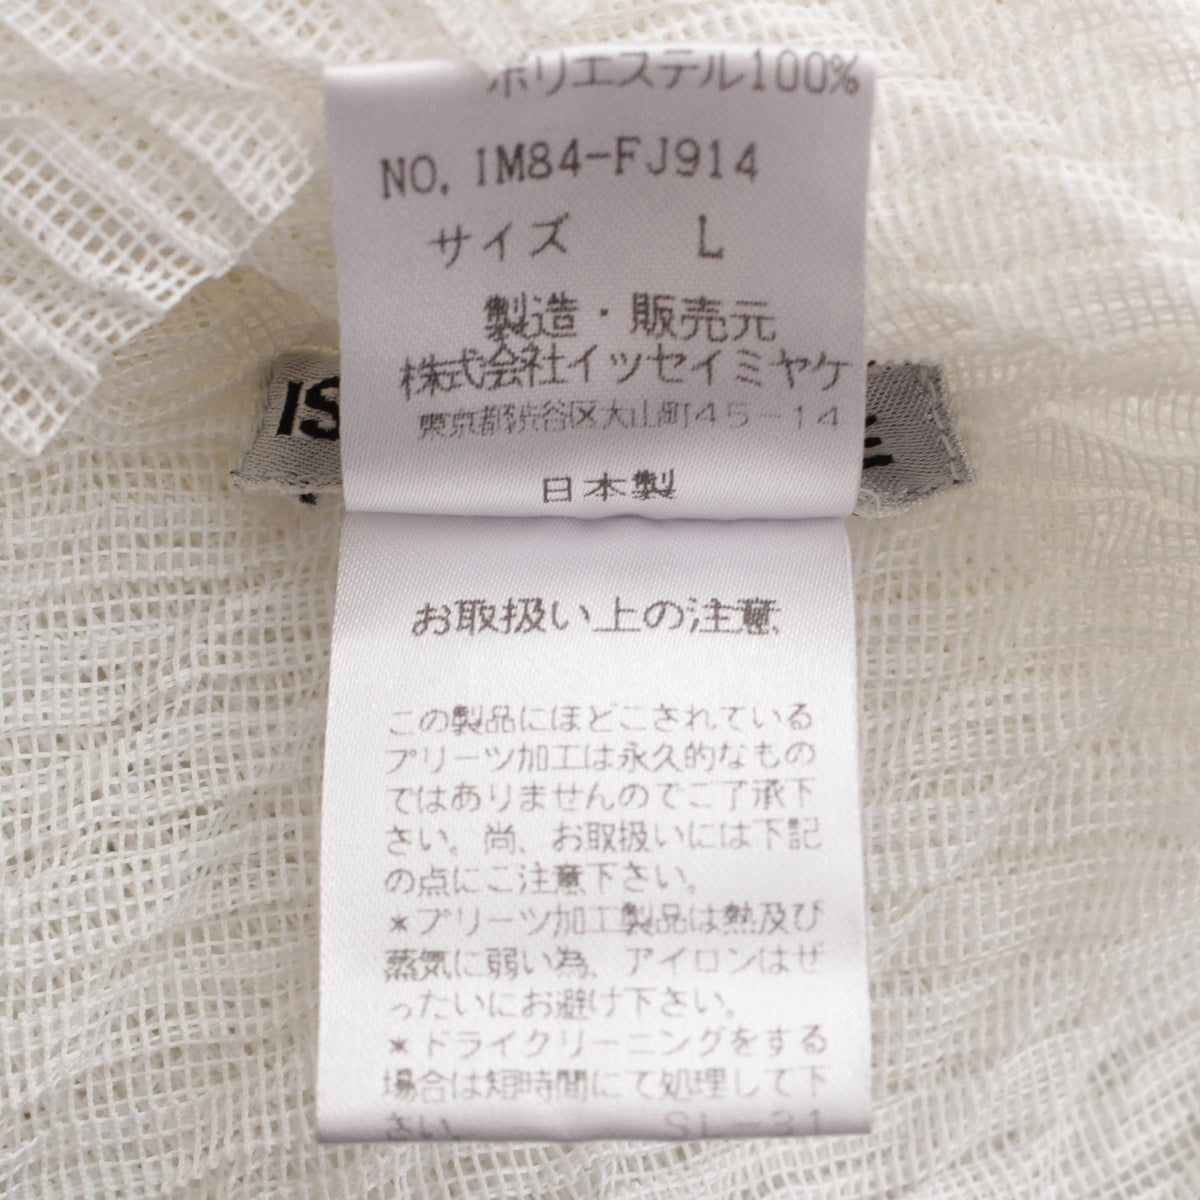 ポリエステル100%
NO. IM84-FJ914
サイズ L
製造・販売元
株式会社イッセイミヤケ
東京都渋谷区大山町45-14
日本製
IS
お取扱い上の注意
この製品にほどこされている
プリーツ加工は永久的なもの
ではありませんのでご了承下
さい。尚、お取扱いには下記
の点にご注意下さい。
*プリーツ加工製品は熱及び
蒸気に弱い為、アイロンはぜ
ったいにお避け下さい。
*ドライクリーニングをする
場合は短時間にて処理して下
さい。 SL-31